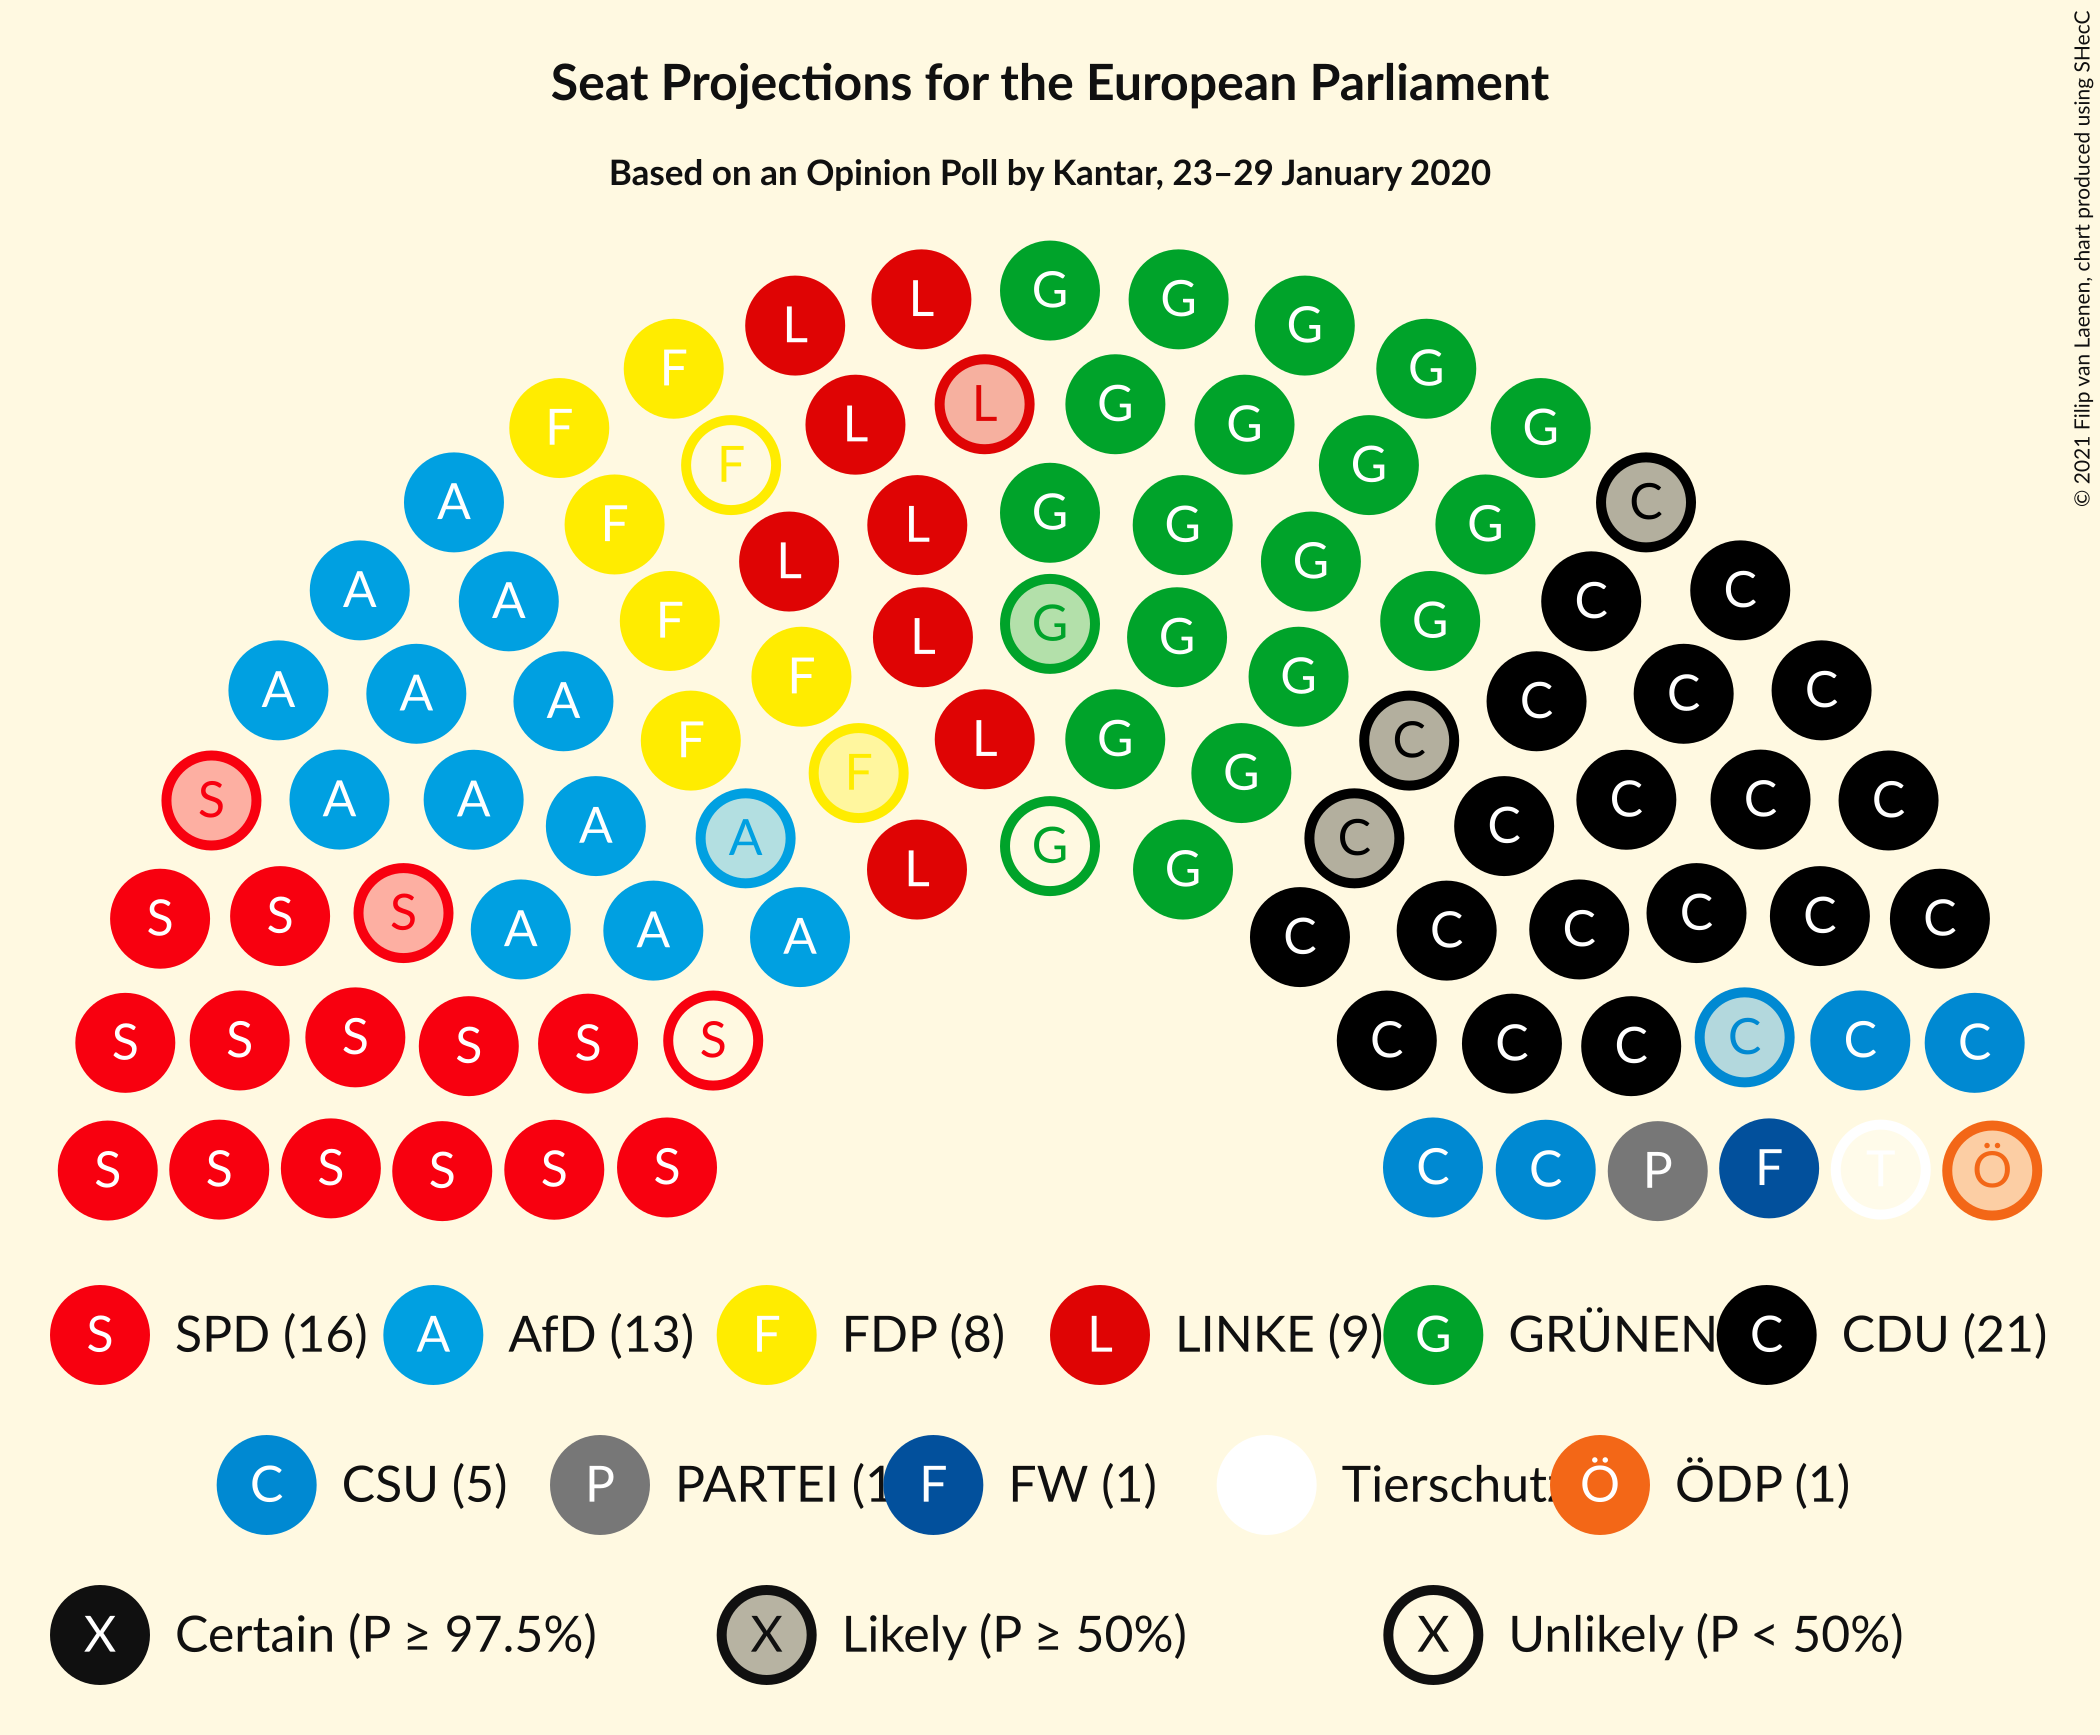 Seat Projections for the European Parliament
Based on an Opinion Poll by Kantar, 23–29 January 2020
© 2021 Filip van Laenen, chart produced using SHecC
G
L G
L G
F L G
F L G G
F G G
A F L G C
F L G G
A A F L G G C C
A A A F L G G C C C C
A A F L G G C C C
S A A A A F G C C C C C
S S S A A A L G G C C C C C C
S S S S S S C C C C C C
S S S S S S C C P F T Ö
S SPD (16) A AfD (13) F FDP (8) L LINKE (9) G GRÜNEN C CDU (21)
C CSU (5) P PARTEI (1 F FW (1) Tierschutz Ö ÖDP (1)
X Certain (P ≥ 97.5%) X Likely (P ≥ 50%) X Unlikely (P < 50%)